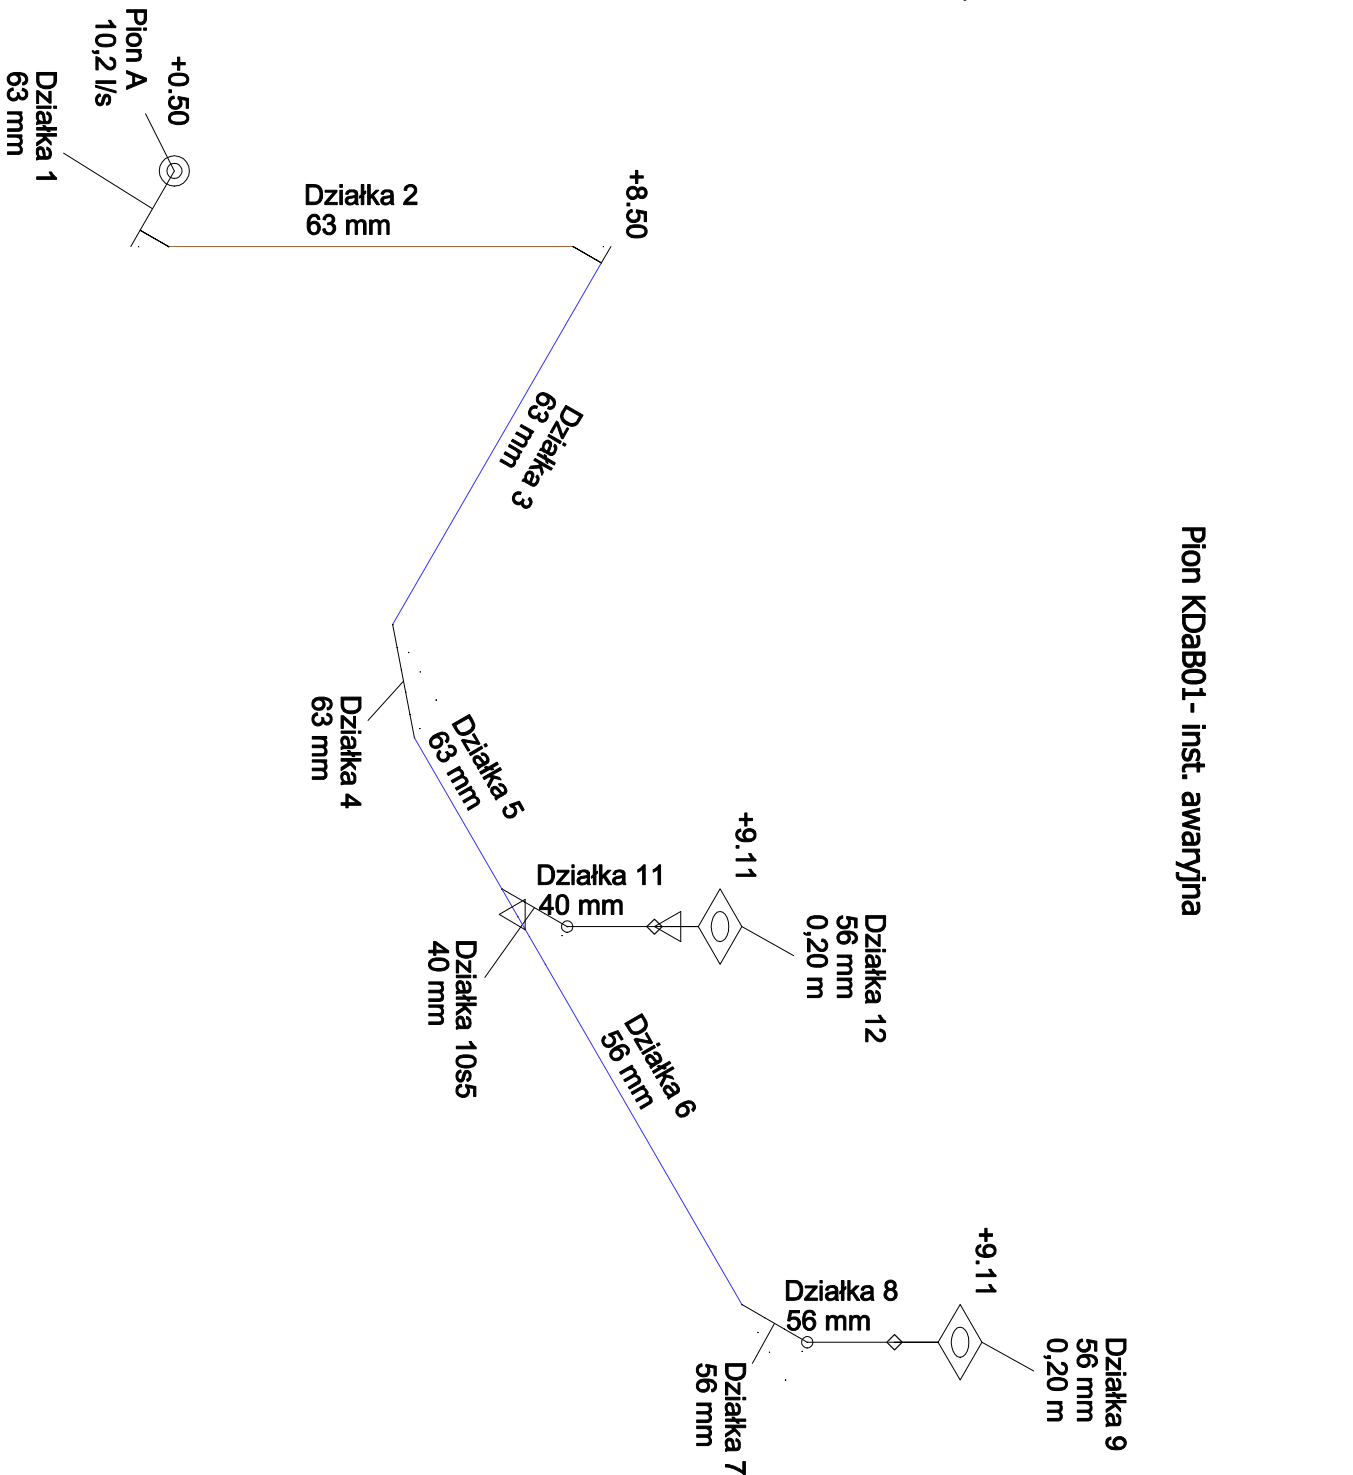 Pion KDaB01- inst. awaryjna
+0.50
Pion A
10,2 l/s
Działka 1
63 mm
Działka 2
63 mm
+8.50
Działka 3
63 mm
Działka 4
63 mm
Działka 5
63 mm
+9.11
Działka 11
40 mm
Działka 12
56 mm
0,20 m
Działka 10s5
40 mm
Działka 6
56 mm
+9.11
Działka 8
56 mm
Działka 9
56 mm
0,20 m
Działka 7
56 mm